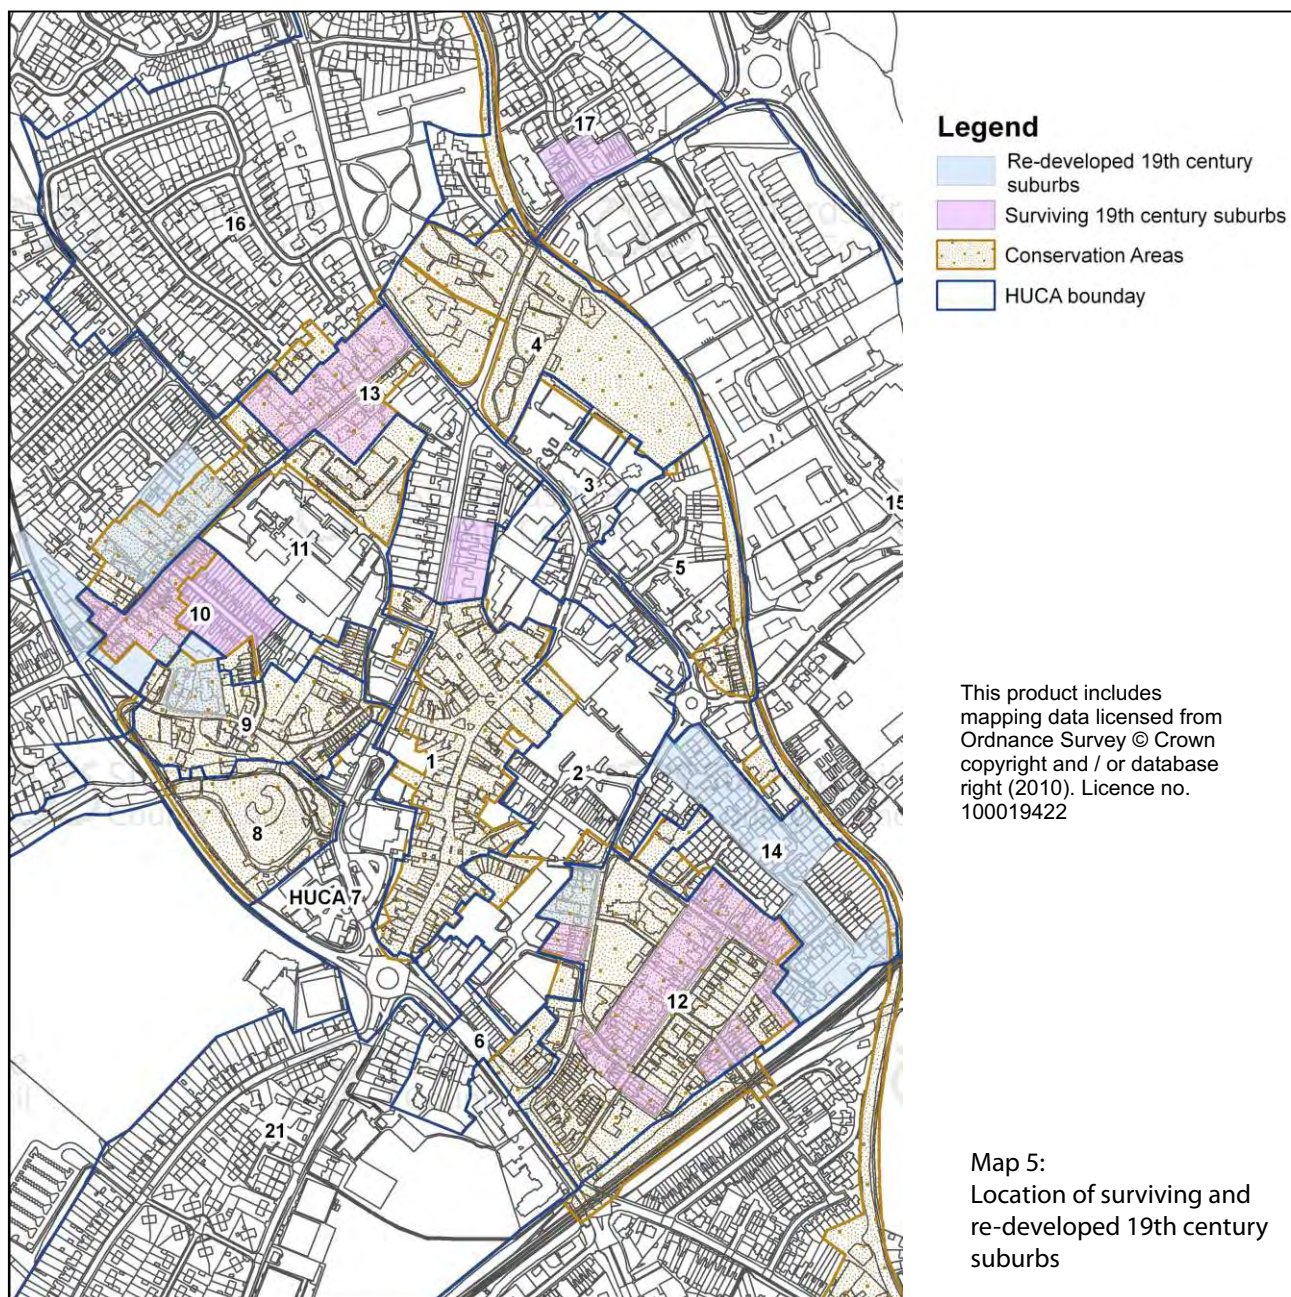 17
16
4
13
3
15
11
5
10
9
1
2
8
14
HUCA 7
12
6
21
Legend
Re-developed 19th century
suburbs
Surviving 19th century suburbs
Conservation Areas
HUCA bounday
This product includes
mapping data licensed from
Ordnance Survey © Crown
copyright and / or database
right (2010). Licence no.
100019422
Map 5:
Location of surviving and
re-developed 19th century
suburbs